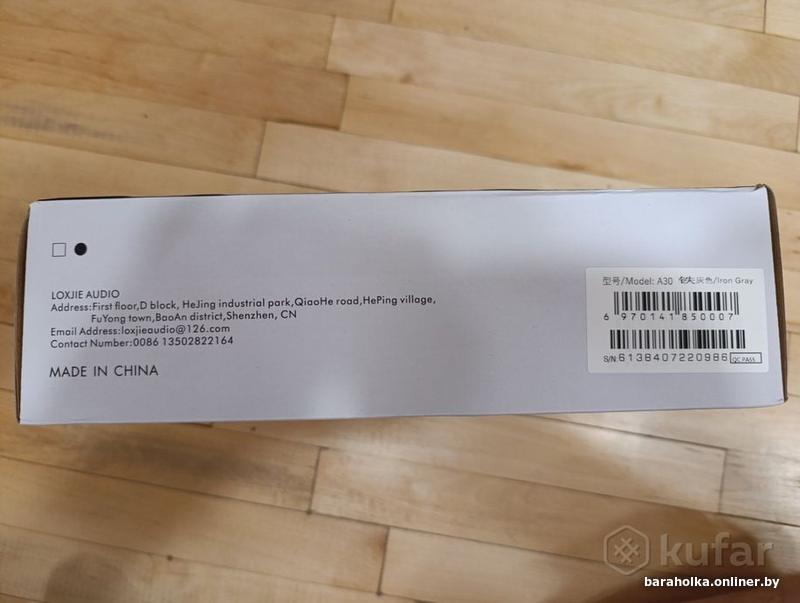 LOXJIE AUDIO
Address:First floor,D block, HeJing industrial park,QiaoHe road,HePing village,
FuYong town,BaoAn district,Shenzhen, CN
Email Address:loxjieaudio@126.com
Contact Number:0086 13502822164
MADE IN CHINA
型号/Model: A30 铁灰色/Iron Gray
6 970141 850007
S/N:6138407220986 QC PASS
kufar
baraholka.onliner.by